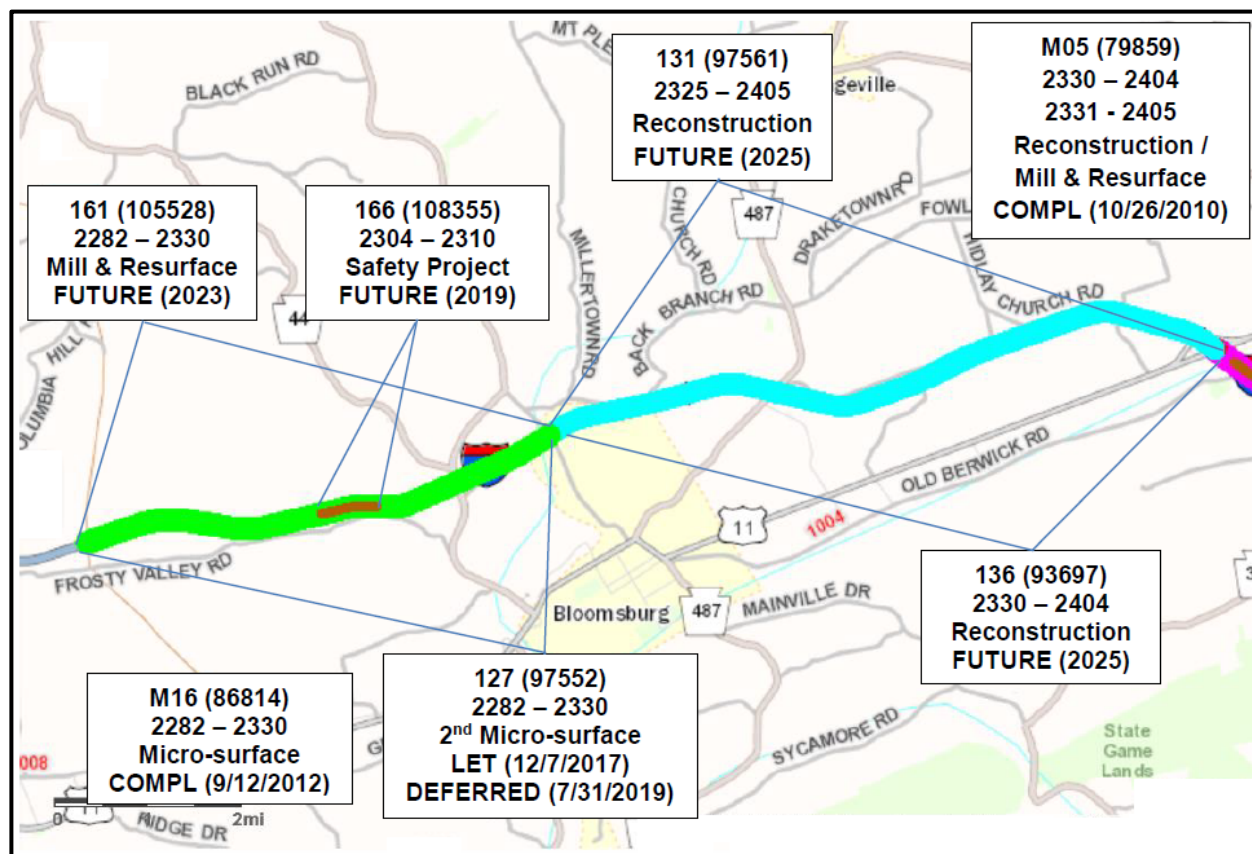 MT PLE
BLACK RUN RD
131 (97561)
2325 – 2405
Reconstruction
FUTURE (2025)
geville
M05 (79859)
2330 – 2404
2331 - 2405
Reconstruction /
Mill & Resurface
COMPL (10/26/2010)
161 (105528)
2282 – 2330
Mill & Resurface
FUTURE (2023)
166 (108355)
2304 – 2310
Safety Project
FUTURE (2019)
44
487
CHURCH RD
DRAKETOWN RD
FOWL
HIDLAY CHURCH RD
MILLERTOWN RD
BACK BRANCH RD
OLUMBIA HILL
OLD BERWICK RD
1004
11
FROSTY VALLEY RD
Bloomsburg
487
MAINVILLE DR
3
136 (93697)
2330 – 2404
Reconstruction
FUTURE (2025)
M16 (86814)
2282 – 2330
Micro-surface
COMPL (9/12/2012)
127 (97552)
2282 – 2330
2nd Micro-surface
LET (12/7/2017)
DEFERRED (7/31/2019)
SYCAMORE RD
State
Game
Lands
008
0 2mi
11
RIDGE DR